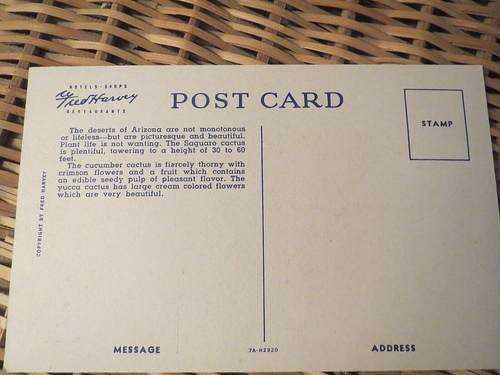 HOTELS · SHOPS
Fred Harvey
RESTAURANTS
POST CARD
STAMP
The deserts of Arizona are not monotonous
or lifeless—but are picturesque and beautiful.
Plant life is not wanting. The Saguaro cactus
is plentiful, towering to a height of 30 to 60
feet.
The cucumber cactus is fiercely thorny with
crimson flowers and a fruit which contains
an edible seedy pulp of pleasant flavor. The
yucca cactus has large cream colored flowers
which are very beautiful.
COPYRIGHT BY FRED HARVEY
MESSAGE
7A-H2920
ADDRESS